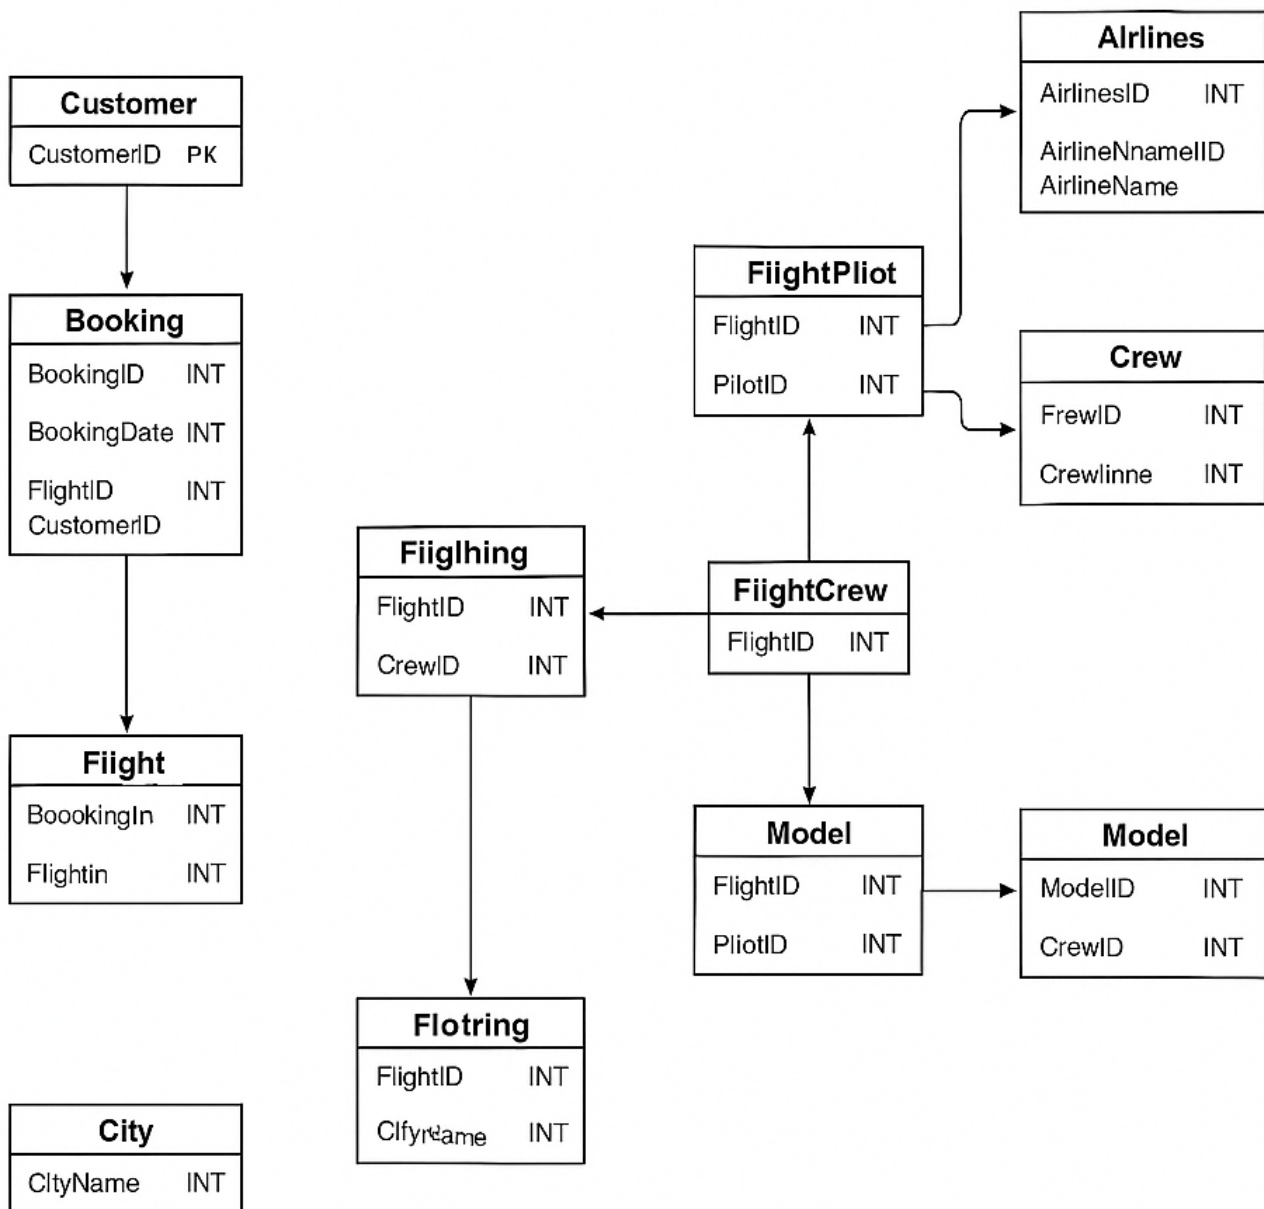 Customer
CustomerID PK
Booking
BookingID INT
BookingDate INT
FlightID INT
CustomerID
Fiight
BoookingIn INT
Flightin INT
City
CItyName INT
Fiiglhing
FlightID INT
CrewID INT
Flotring
FlightID INT
INT
FiightPliot
FlightID INT
PilotID INT
FiightCrew
FlightID INT
Model
FlightID INT
PliotID INT
AIrlines
AirlinesID INT
AirlineNnamelID
AirlineName
Crew
FrewID INT
Crewlinne INT
Model
ModelID INT
CrewID INT